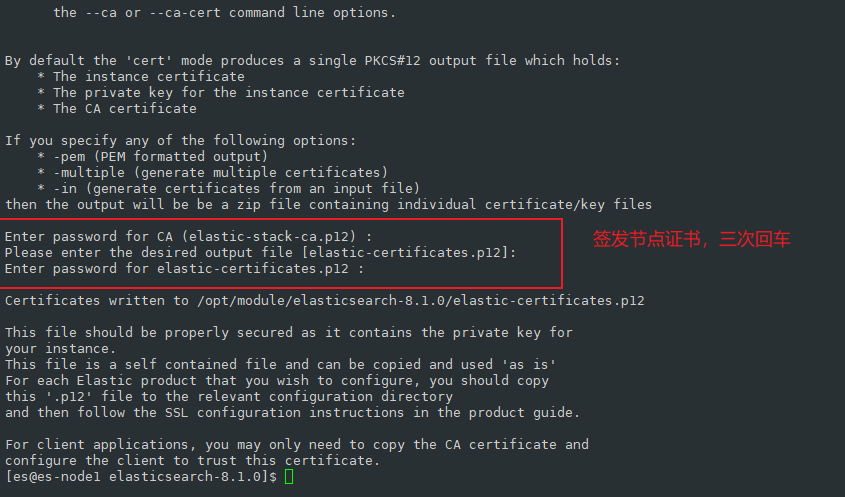 the --ca or --ca-cert command line options.
By default the 'cert' mode produces a single PKCS#12 output file which holds:
* The instance certificate
* The private key for the instance certificate
* The CA certificate
If you specify any of the following options:
* -pem (PEM formatted output)
* -multiple (generate multiple certificates)
* -in (generate certificates from an input file)
then the output will be be a zip file containing individual certificate/key files
Enter password for CA (elastic-stack-ca.p12) :
Please enter the desired output file [elastic-certificates.p12]:
Enter password for elastic-certificates.p12 :
签发节点证书，三次回车
Certificates written to /opt/module/elasticsearch-8.1.0/elastic-certificates.p12
This file should be properly secured as it contains the private key for
your instance.
This file is a self contained file and can be copied and used 'as is'
For each Elastic product that you wish to configure, you should copy
this '.p12' file to the relevant configuration directory
and then follow the SSL configuration instructions in the product guide.
For client applications, you may only need to copy the CA certificate and
configure the client to trust this certificate.
[es@es-node1 elasticsearch-8.1.0]$